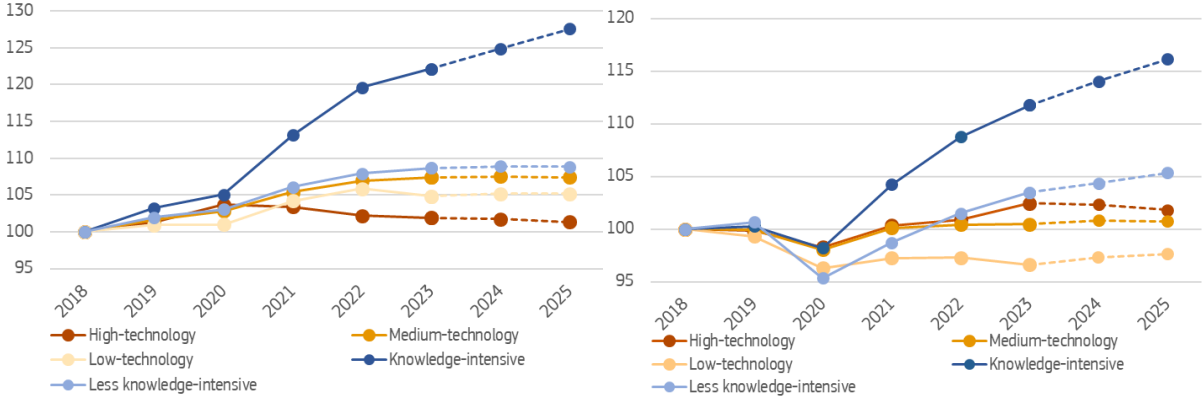 130
125
120
115
110
105
100
95
2018 2019 2020 2021 2022 2023 2024 2025
High-technology Medium-technology
Low-technology Knowledge-intensive
Less knowledge-intensive
120
115
110
105
100
95
2018 2019 2020 2021 2022 2023 2024 2025
High-technology Medium-technology
Low-technology Knowledge-intensive
Less knowledge-intensive